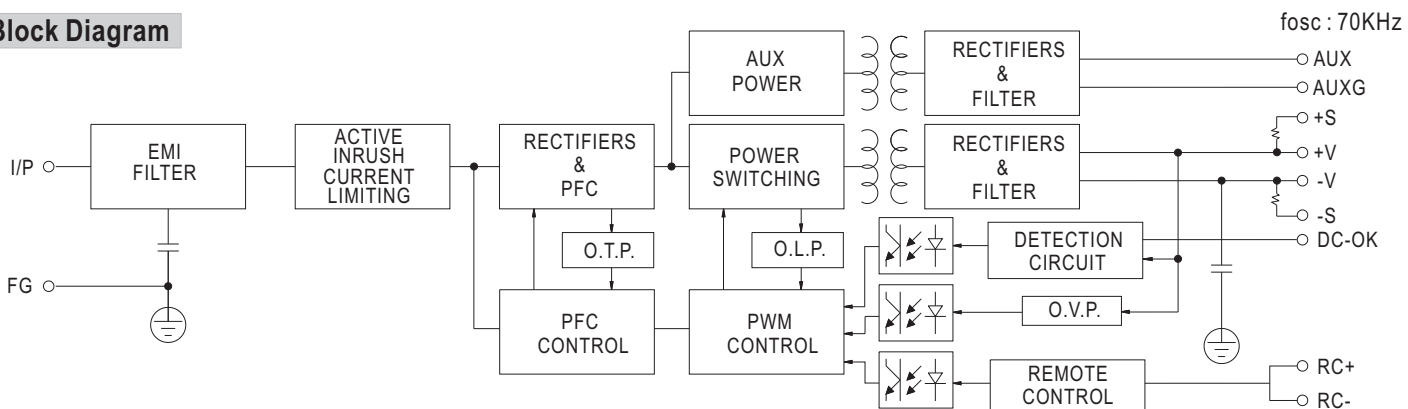 Block Diagram
fosc : 70KHz
AUX
POWER
RECTIFIERS
&
FILTER
AUX
AUXG
I/P
EMI
FILTER
ACTIVE
INRUSH
CURRENT
LIMITING
RECTIFIERS
&
PFC
POWER
SWITCHING
RECTIFIERS
&
FILTER
+S
+V
-V
-S
O.T.P.
O.L.P.
DETECTION
CIRCUIT
DC-OK
FG
PFC
CONTROL
PWM
CONTROL
O.V.P.
REMOTE
CONTROL
RC+
RC-